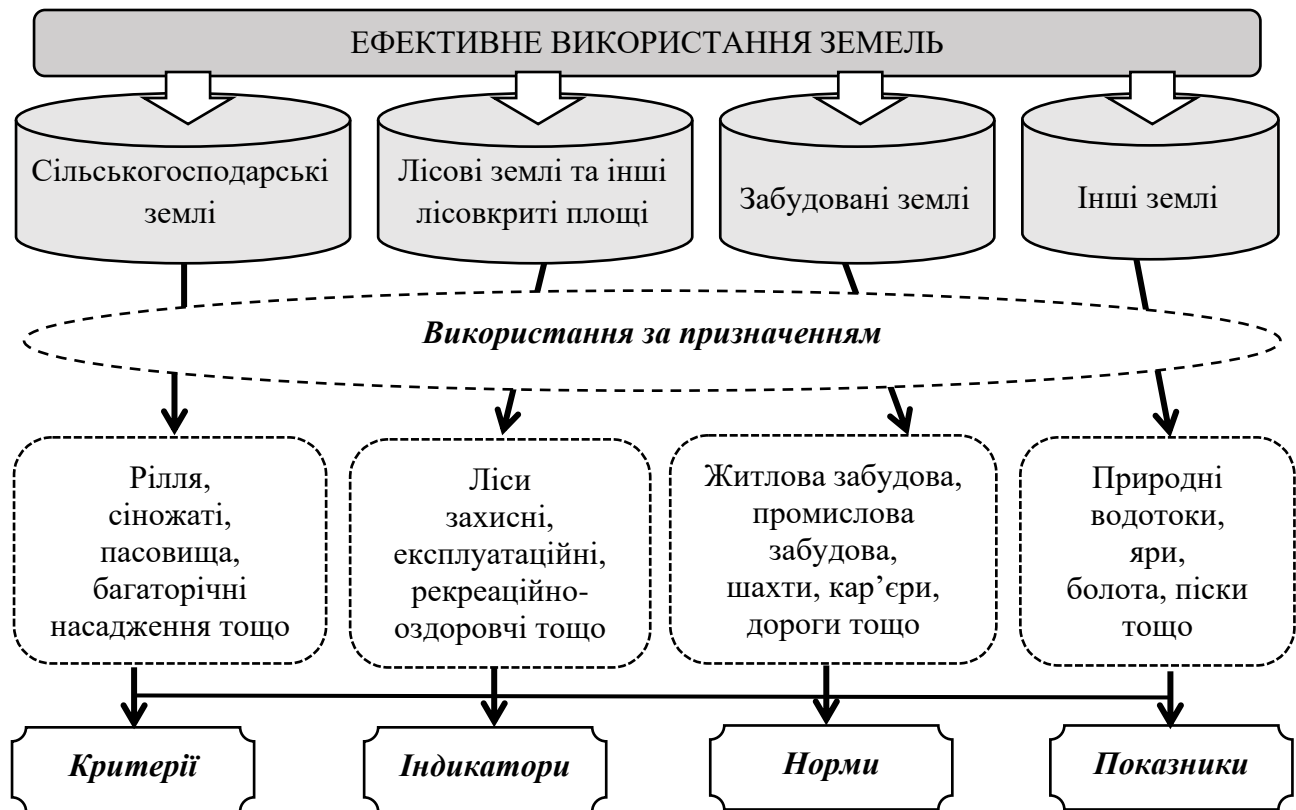 ЕФЕКТИВНЕ ВИКОРИСТАННЯ ЗЕМЕЛЬ
Сільськогосподарські
землі
Лісові землі та інші
лісовкриті площі
Забудовані землі
Інші землі
Використання за призначенням
Рілля,
сіножаті,
пасовища,
багаторічні
насадження тощо
Ліси
захисні,
експлуатаційні,
рекреаційно-
оздоровчі тощо
Житлова забудова,
промислова
забудова,
шахти, кар’єри,
дороги тощо
Природні
водотоки,
яри,
болота, піски
тощо
Критерії
Індикатори
Норми
Показники